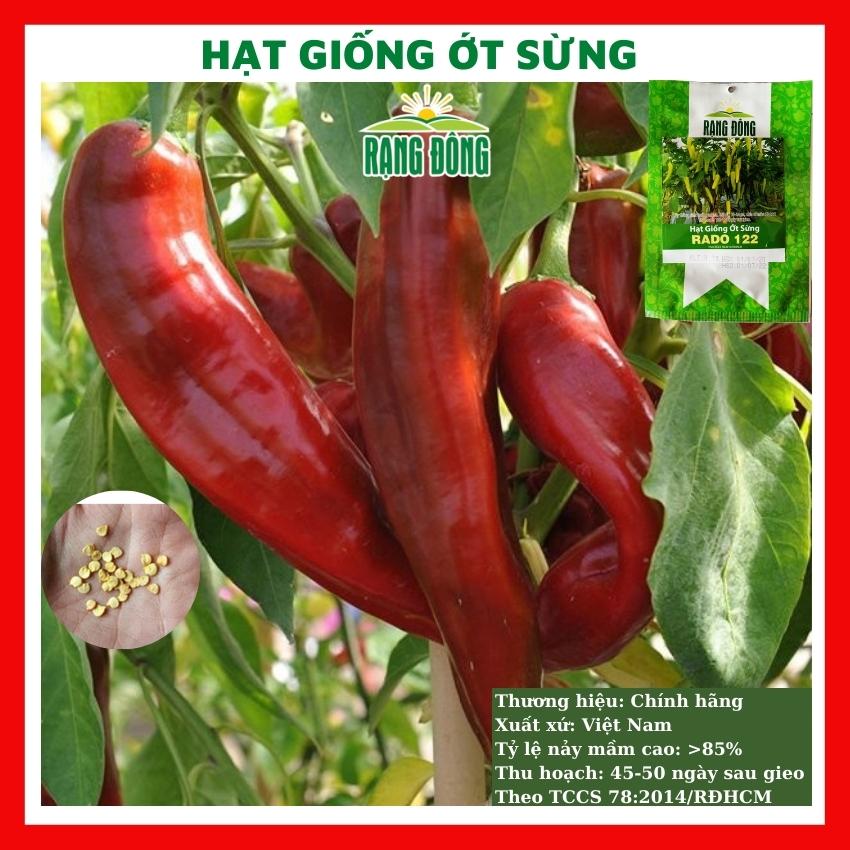 HẠT GIỐNG ỚT SỪNG
RẠNG ĐÔNG
RẠNG ĐÔNG
Hạt Giống Ớt Sừng
RADO 122
Thương hiệu: Chính hãng
Xuất xứ: Việt Nam
Tỷ lệ nảy mầm cao: >85%
Thu hoạch: 45-50 ngày sau gieo
Theo TCCS 78:2014/RĐHCM